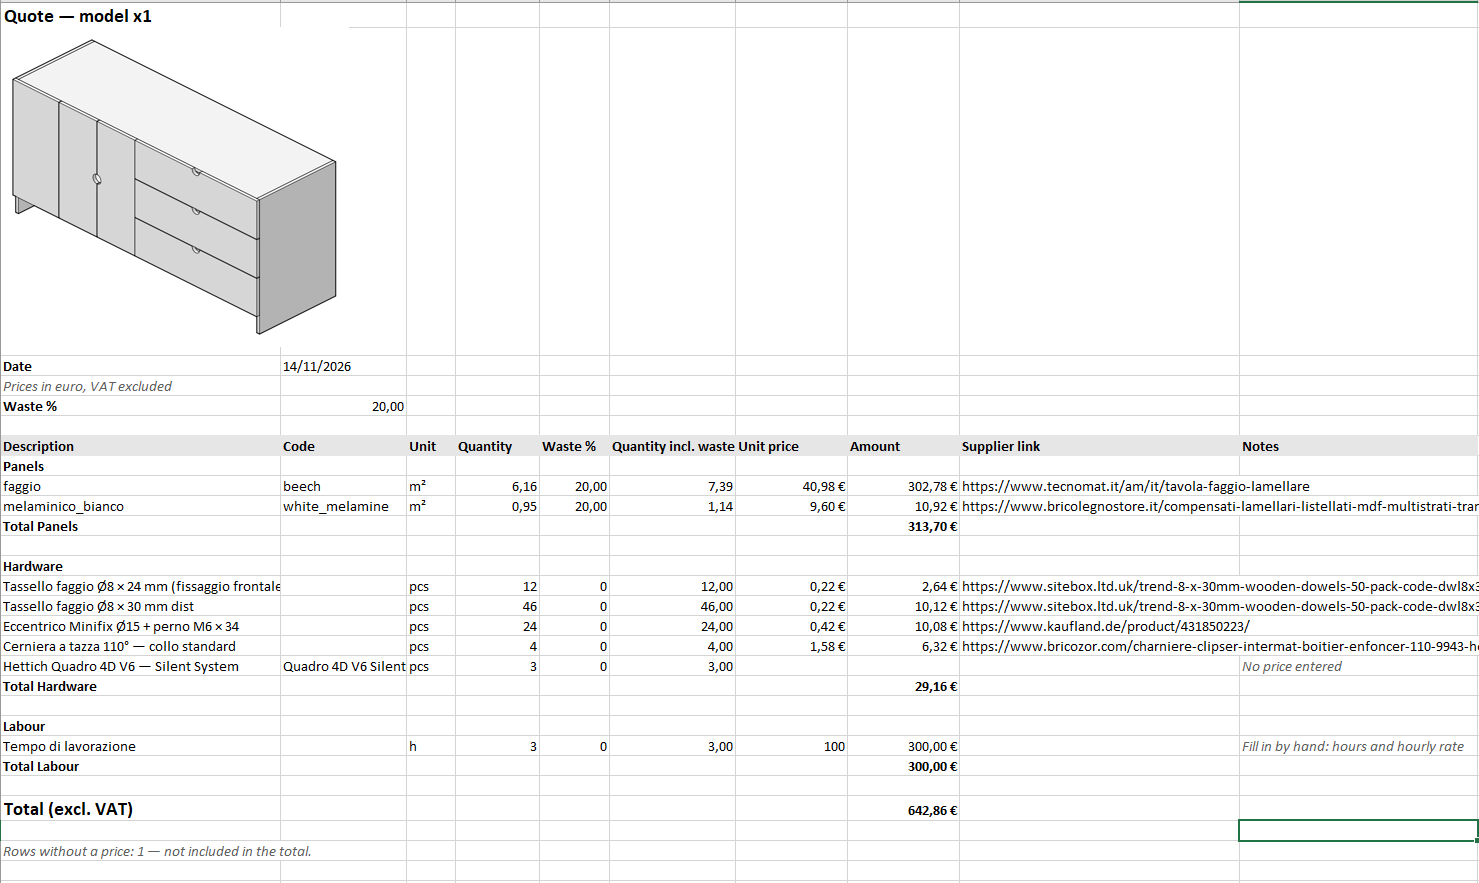 Quote — model x1
Date 14/11/2026
Prices in euro, VAT excluded
Waste % 20,00
Description Code Unit Quantity Waste % Quantity incl. waste Unit price Amount Supplier link Notes
Panels
faggio beech m² 6,16 20,00 7,39 40,98 € 302,78 € https://www.tecnomat.it/am/it/tavola-faggio-lamellare
melaminico_bianco white_melamine m² 0,95 20,00 1,14 9,60 € 10,92 € https://www.bricolegnostore.it/compensati-lamellari-listellati-mdf-multistrati-tran
Total Panels 313,70 €
Hardware
Tassello faggio Ø8 × 24 mm (fissaggio frontale pcs 12 0 12,00 0,22 € 2,64 € https://www.sitebox.ltd.uk/trend-8-x-30mm-wooden-dowels-50-pack-code-dwl8x3
Tassello faggio Ø8 × 30 mm dist pcs 46 0 46,00 0,22 € 10,12 € https://www.sitebox.ltd.uk/trend-8-x-30mm-wooden-dowels-50-pack-code-dwl8x3
Eccentrico Minifix Ø15 + perno M6 × 34 pcs 24 0 24,00 0,42 € 10,08 € https://www.kaufland.de/product/431850223/
Cerniera a tazza 110° — collo standard pcs 4 0 4,00 1,58 € 6,32 € https://www.bricozor.com/charniere-clipser-intermat-boitier-enfoncer-110-9943-he
Hettich Quadro 4D V6 — Silent System Quadro 4D V6 Silent pcs 3 0 3,00 No price entered
Total Hardware 29,16 €
Labour
Tempo di lavorazione h 3 0 3,00 100 300,00 € Fill in by hand: hours and hourly rate
Total Labour 300,00 €
Total (excl. VAT) 642,86 €
Rows without a price: 1 — not included in the total.